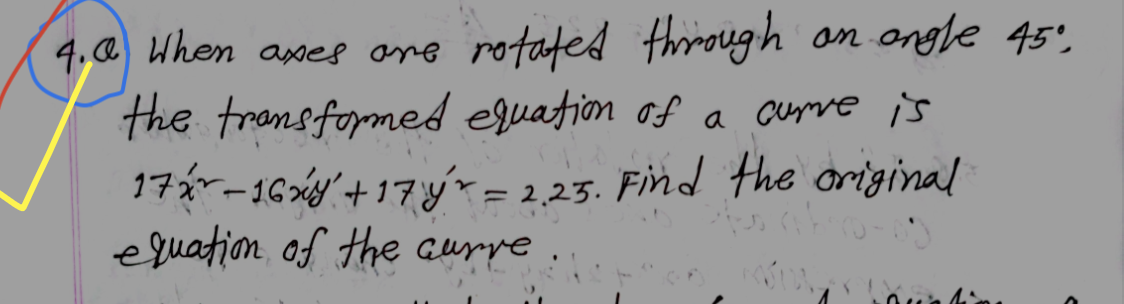 4.a When axes are rotated through an angle 45°,
the transformed equation of a curve is
17x'² - 16x'y' + 17y'² = 225. Find the original
equation of the curve.